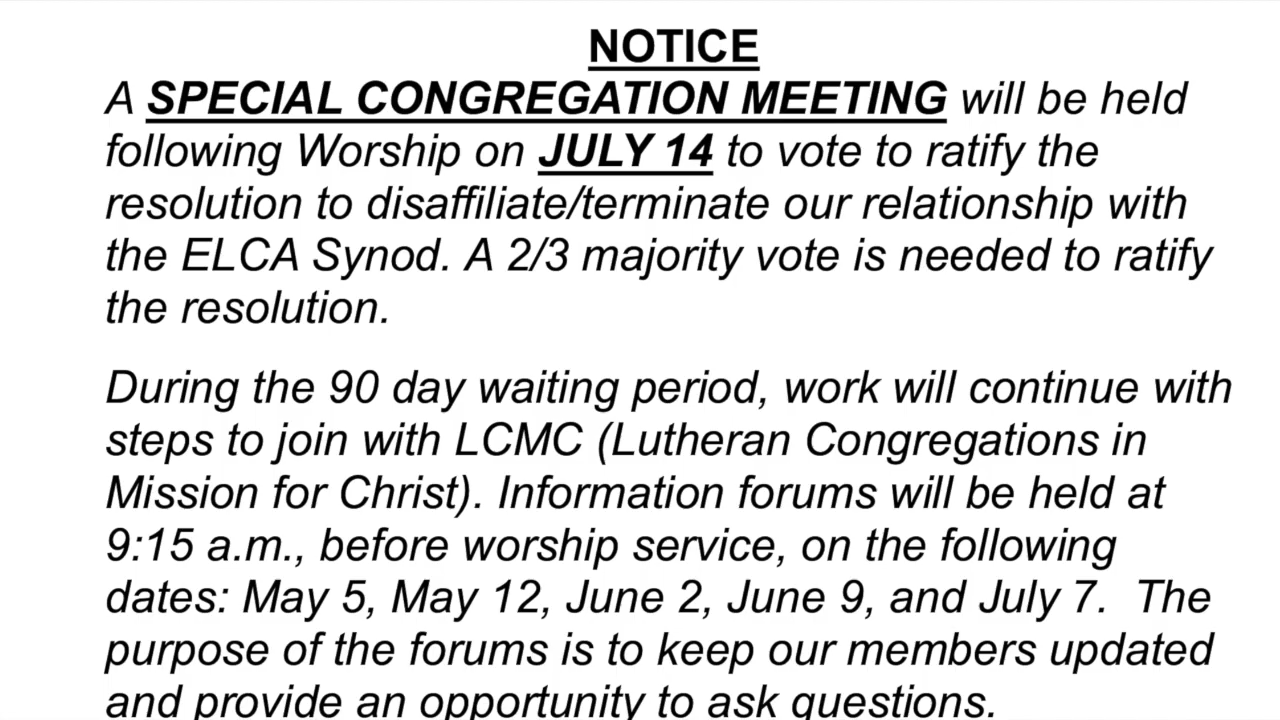 NOTICE
A SPECIAL CONGREGATION MEETING will be held
following Worship on JULY 14 to vote to ratify the
resolution to disaffiliate/terminate our relationship with
the ELCA Synod. A 2/3 majority vote is needed to ratify
the resolution.
During the 90 day waiting period, work will continue with
steps to join with LCMC (Lutheran Congregations in
Mission for Christ). Information forums will be held at
9:15 a.m., before worship service, on the following
dates: May 5, May 12, June 2, June 9, and July 7. The
purpose of the forums is to keep our members updated
and provide an opportunity to ask questions.